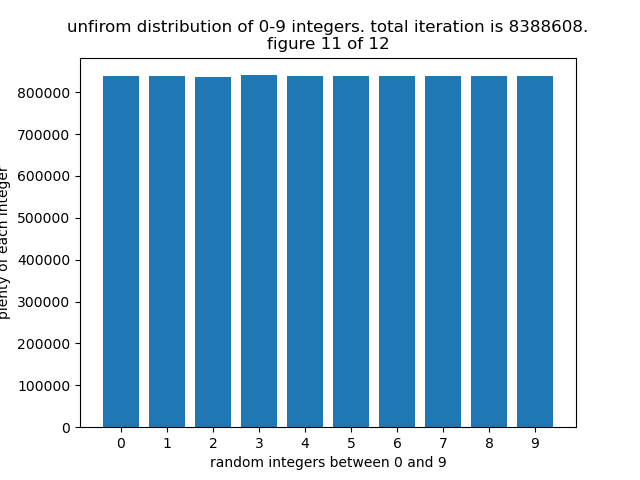 unfirom distribution of 0-9 integers. total iteration is 8388608.
figure 11 of 12
800000
700000
600000
500000
400000
300000
200000
100000
0
plenty of each integer
0 1 2 3 4 5 6 7 8 9
random integers between 0 and 9